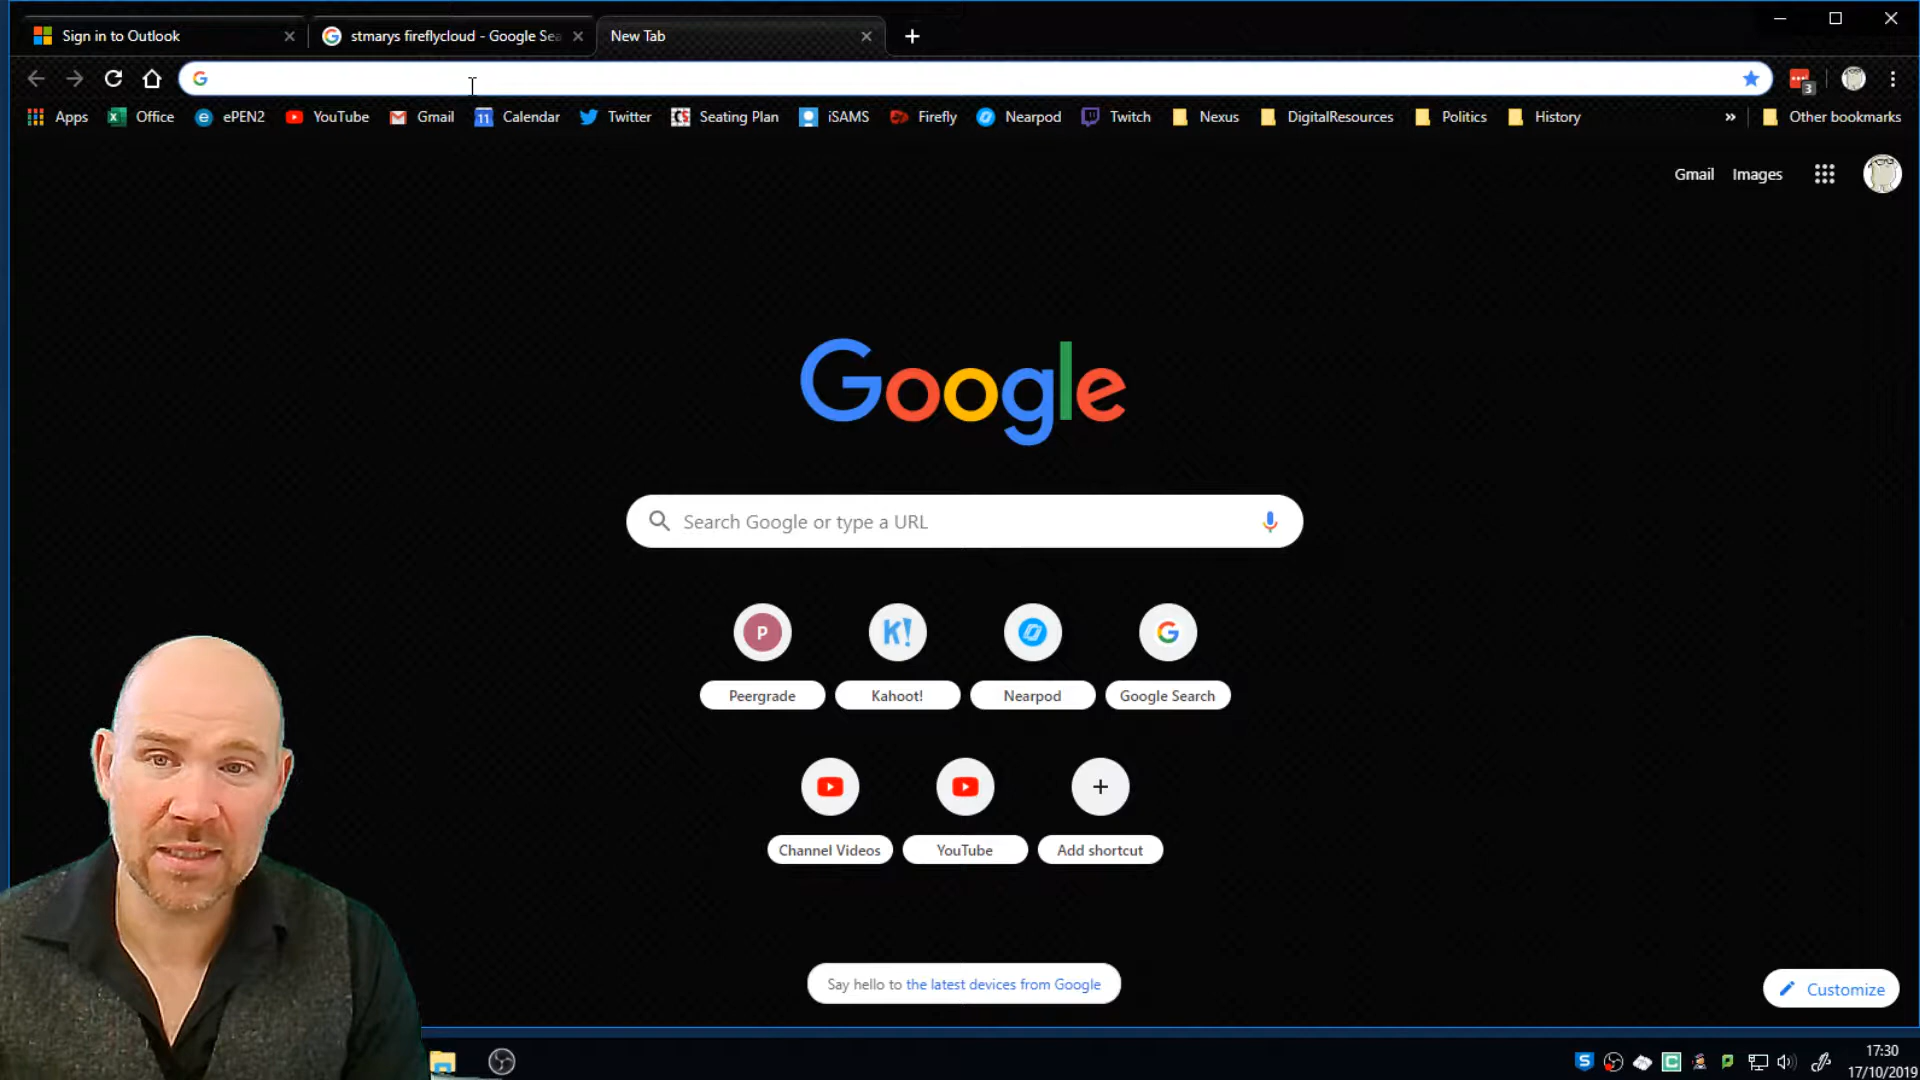 Sign in to Outlook
stmarys fireflycloud - Google Sea
New Tab
Apps
Office
ePEN2
YouTube
Gmail
11
Calendar
Twitter
Seating Plan
iSAMS
Firefly
Nearpod
Twitch
Nexus
DigitalResources
Politics
History
»
Other bookmarks
3
Gmail
Images
Google
Search Google or type a URL
P
K!
Peergrade
Kahoot!
Nearpod
Google Search
Channel Videos
YouTube
Add shortcut
Say hello to the latest devices from Google
Customize
17:30
17/10/2019